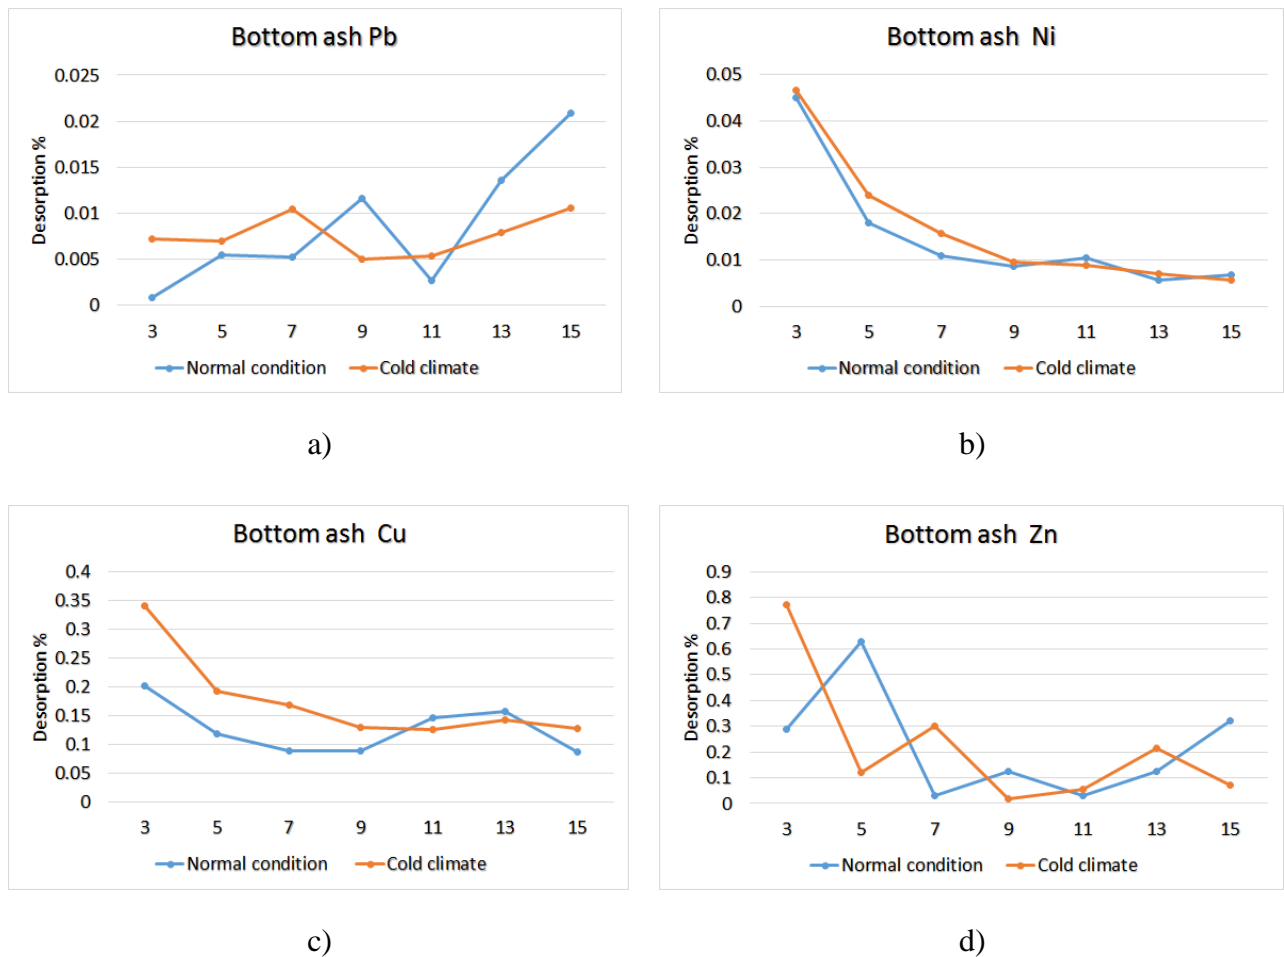 Bottom ash Pb
Desorption %
0.025
0.02
0.015
0.01
0.005
0
3 5 7 9 11 13 15
Normal condition Cold climate
a)
Bottom ash Ni
Desorption %
0.05
0.04
0.03
0.02
0.01
0
3 5 7 9 11 13 15
Normal condition Cold climate
b)
Bottom ash Cu
Desorption %
0.4
0.35
0.3
0.25
0.2
0.15
0.1
0.05
0
3 5 7 9 11 13 15
Normal condition Cold climate
c)
Bottom ash Zn
Desorption %
0.9
0.8
0.7
0.6
0.5
0.4
0.3
0.2
0.1
0
3 5 7 9 11 13 15
Normal condition Cold climate
d)